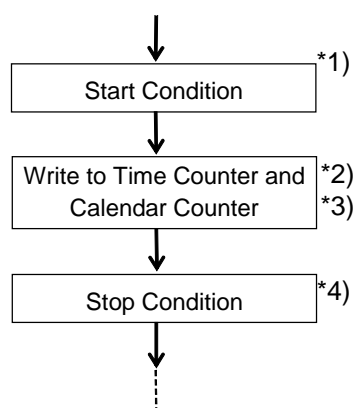 *1)
Start Condition
Write to Time Counter and *2)
Calendar Counter *3)
Stop Condition *4)